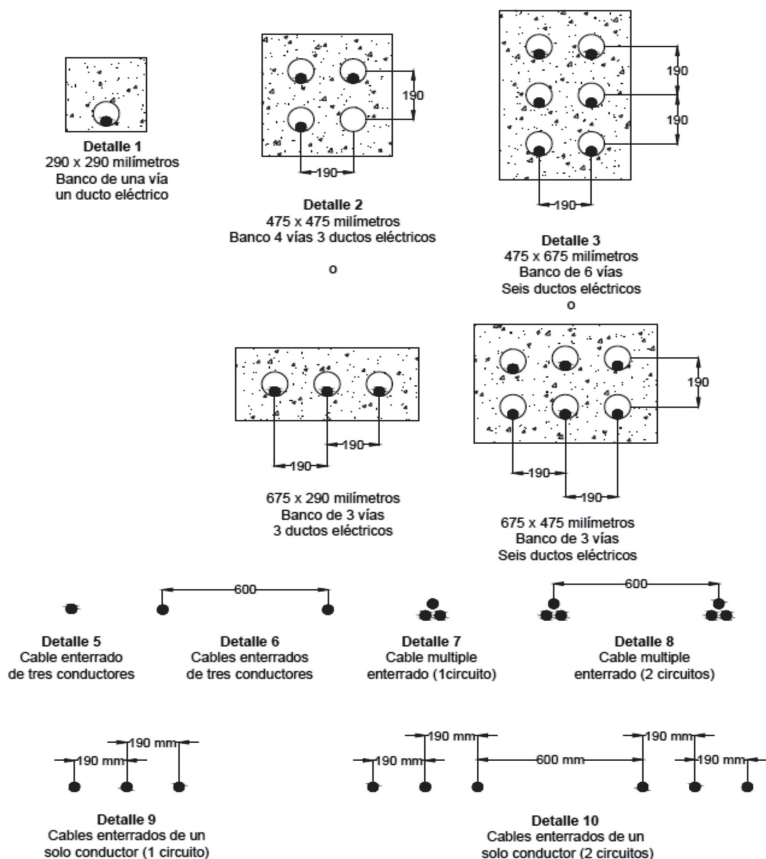 Detalle 1
290 x 290 milímetros
Banco de una vía
un ducto eléctrico
190
190
Detalle 2
475 x 475 milímetros
Banco 4 vías 3 ductos eléctricos
o
190
190
190
Detalle 3
475 x 675 milímetros
Banco de 6 vías
Seis ductos eléctricos
o
190
190
675 x 290 milímetros
Banco de 3 vías
3 ductos eléctricos
190
190
190
675 x 475 milímetros
Banco de 3 vías
Seis ductos eléctricos
Detalle 5
Cable enterrado
de tres conductores
600
Detalle 6
Cables enterrados
de tres conductores
Detalle 7
Cable multiple
enterrado (1circuito)
600
Detalle 8
Cable multiple
enterrado (2 circuitos)
190 mm
190 mm
Detalle 9
Cables enterrados de un
solo conductor (1 circuito)
190 mm
190 mm
600 mm
190 mm
190 mm
Detalle 10
Cables enterrados de un
solo conductor (2 circuitos)